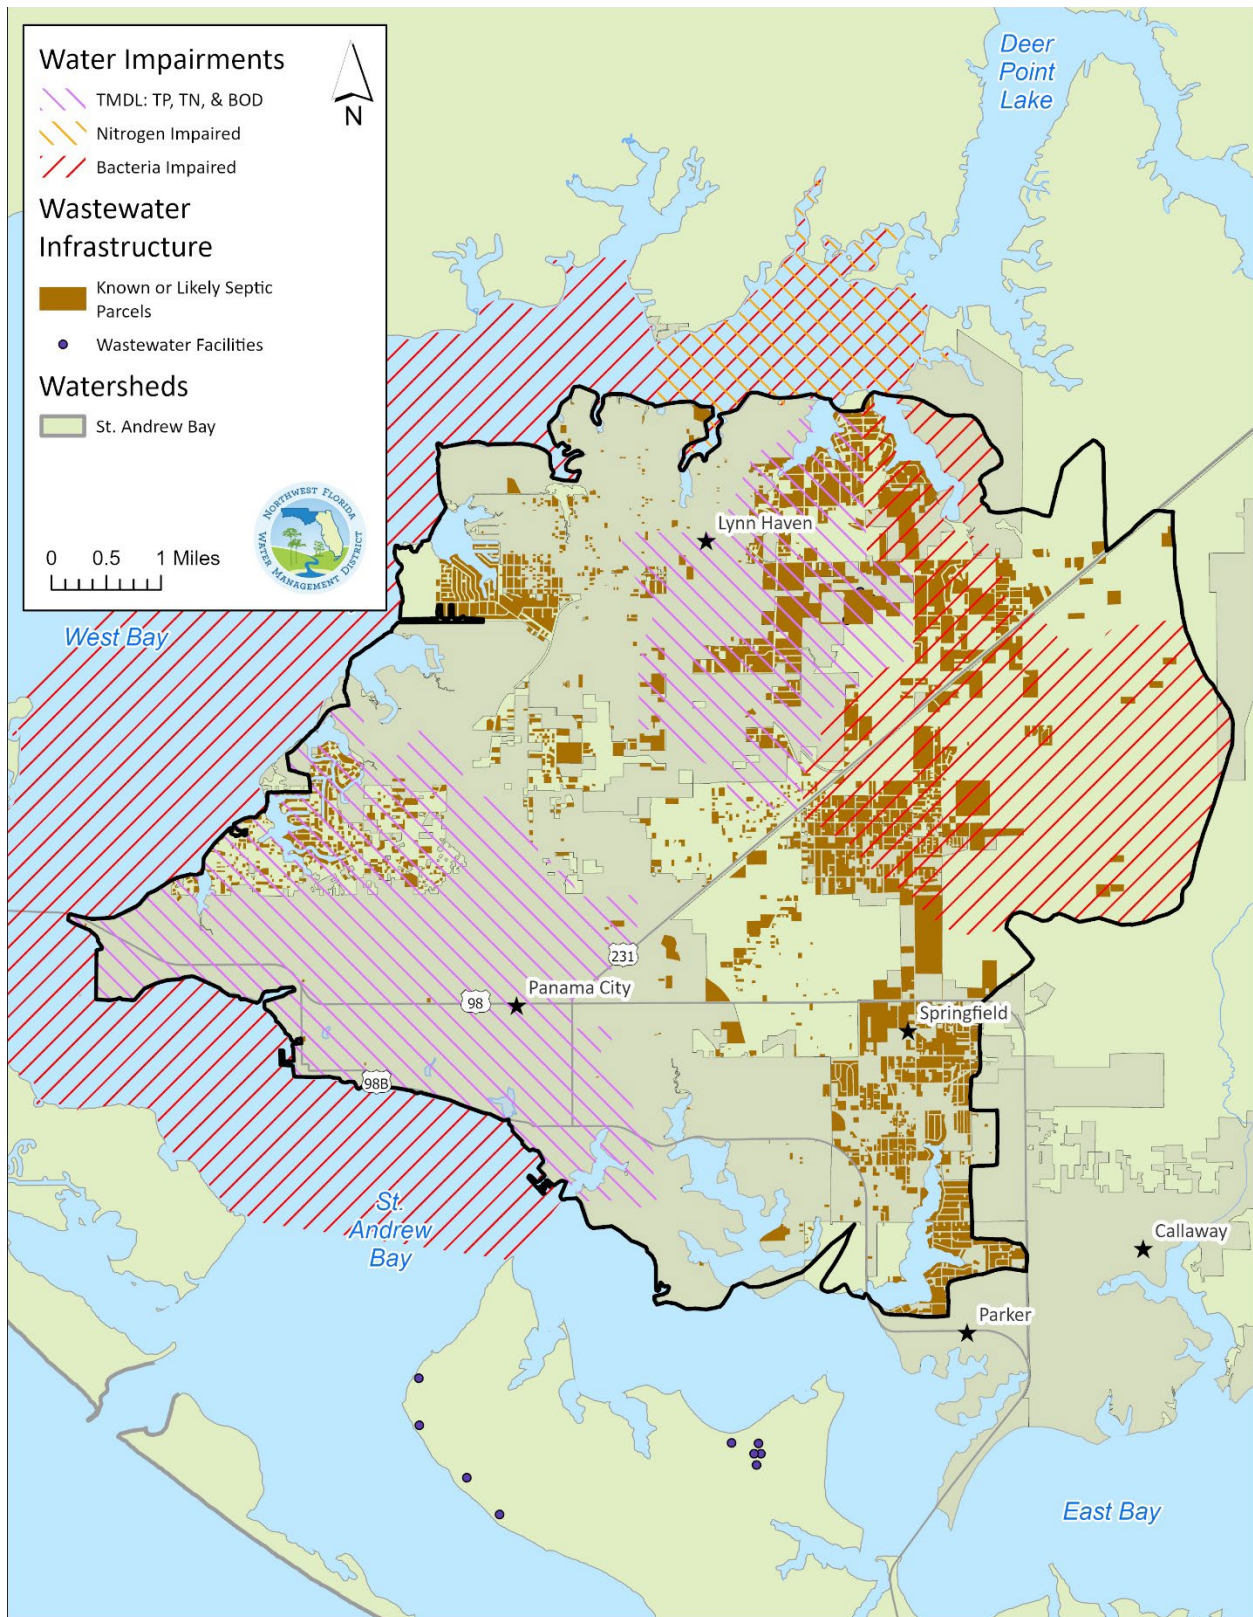 Water Impairments
TMDL: TP, TN, & BOD
Nitrogen Impaired
Bacteria Impaired
N
Wastewater
Infrastructure
Known or Likely Septic
Parcels
Wastewater Facilities
Watersheds
St. Andrew Bay
0 0.5 1 Miles
NORTHWEST FLORIDA
WATER MANAGEMENT DISTRICT
Deer
Point
Lake
Lynn Haven
West Bay
231
Panama City
98
Springfield
98B
St.
Andrew
Bay
Callaway
Parker
East Bay